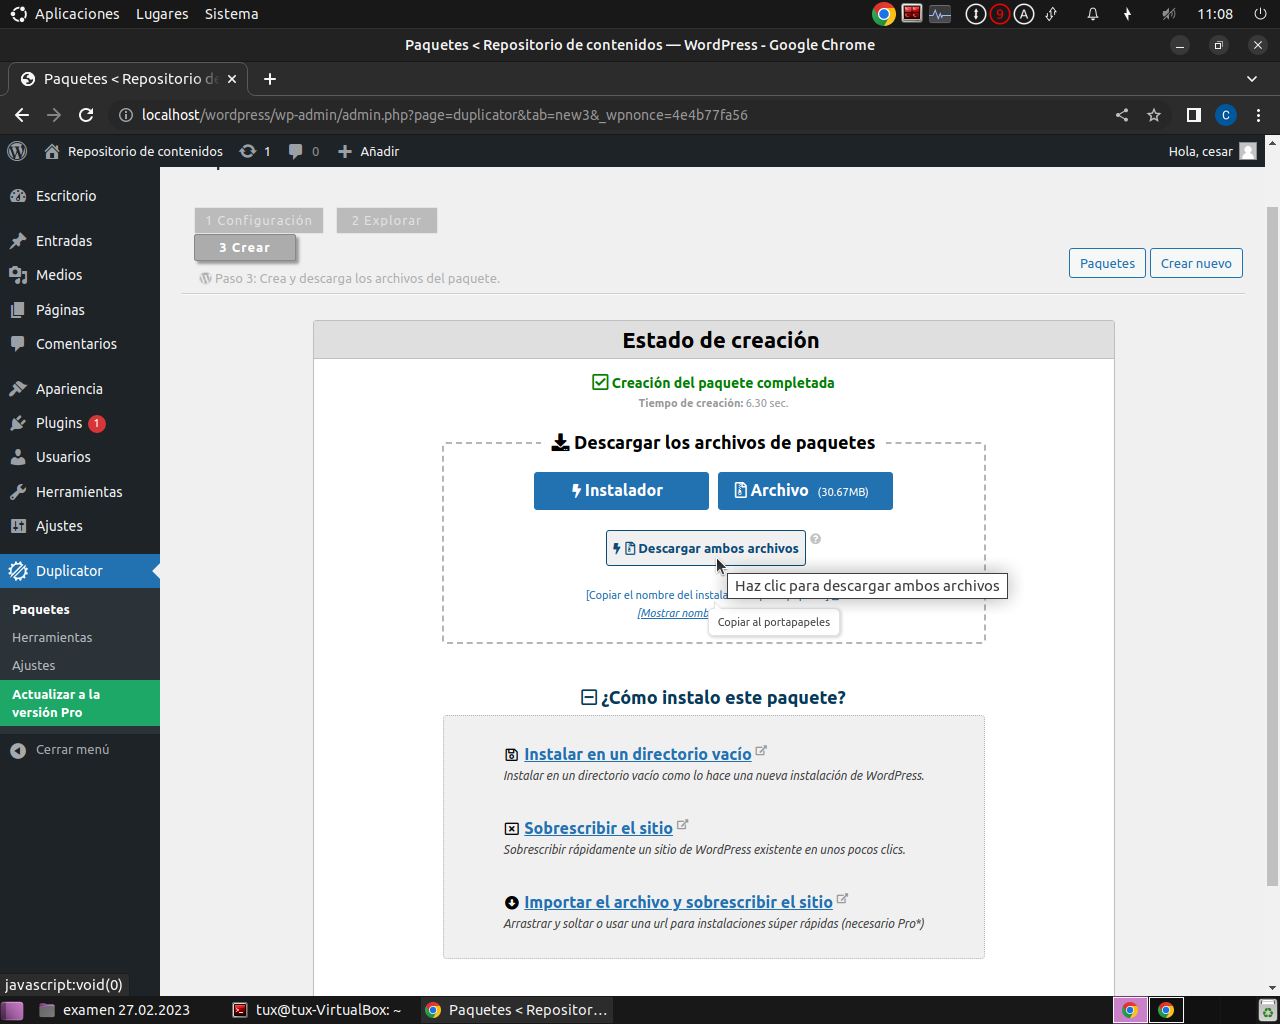 Aplicaciones Lugares Sistema
9 A 11:08
Paquetes < Repositorio de contenidos — WordPress - Google Chrome
Paquetes < Repositorio de
localhost/wordpress/wp-admin/admin.php?page=duplicator&tab=new3&_wpnonce=4e4b77fa56
C
Repositorio de contenidos 1 0 Añadir
Hola, cesar
Escritorio
Entradas
Medios
Páginas
Comentarios
Apariencia
Plugins 1
Usuarios
Herramientas
Ajustes
Duplicator
Paquetes
Herramientas
Ajustes
Actualizar a la
versión Pro
Cerrar menú
1 Configuración 2 Explorar
3 Crear
Paso 3: Crea y descarga los archivos del paquete.
Paquetes Crear nuevo
Estado de creación
Creación del paquete completada
Tiempo de creación: 6.30 sec.
Descargar los archivos de paquetes
Instalador Archivo (30.67MB)
Descargar ambos archivos
Haz clic para descargar ambos archivos
[Copiar el nombre del instala
[Mostrar nomb
Copiar al portapapeles
¿Cómo instalo este paquete?
Instalar en un directorio vacío
Instalar en un directorio vacío como lo hace una nueva instalación de WordPress.
Sobrescribir el sitio
Sobrescribir rápidamente un sitio de WordPress existente en unos pocos clics.
Importar el archivo y sobrescribir el sitio
Arrastrar y soltar o usar una url para instalaciones súper rápidas (necesario Pro*)
javascript:void(0)
examen 27.02.2023 tux@tux-VirtualBox: ~ Paquetes < Repositor...